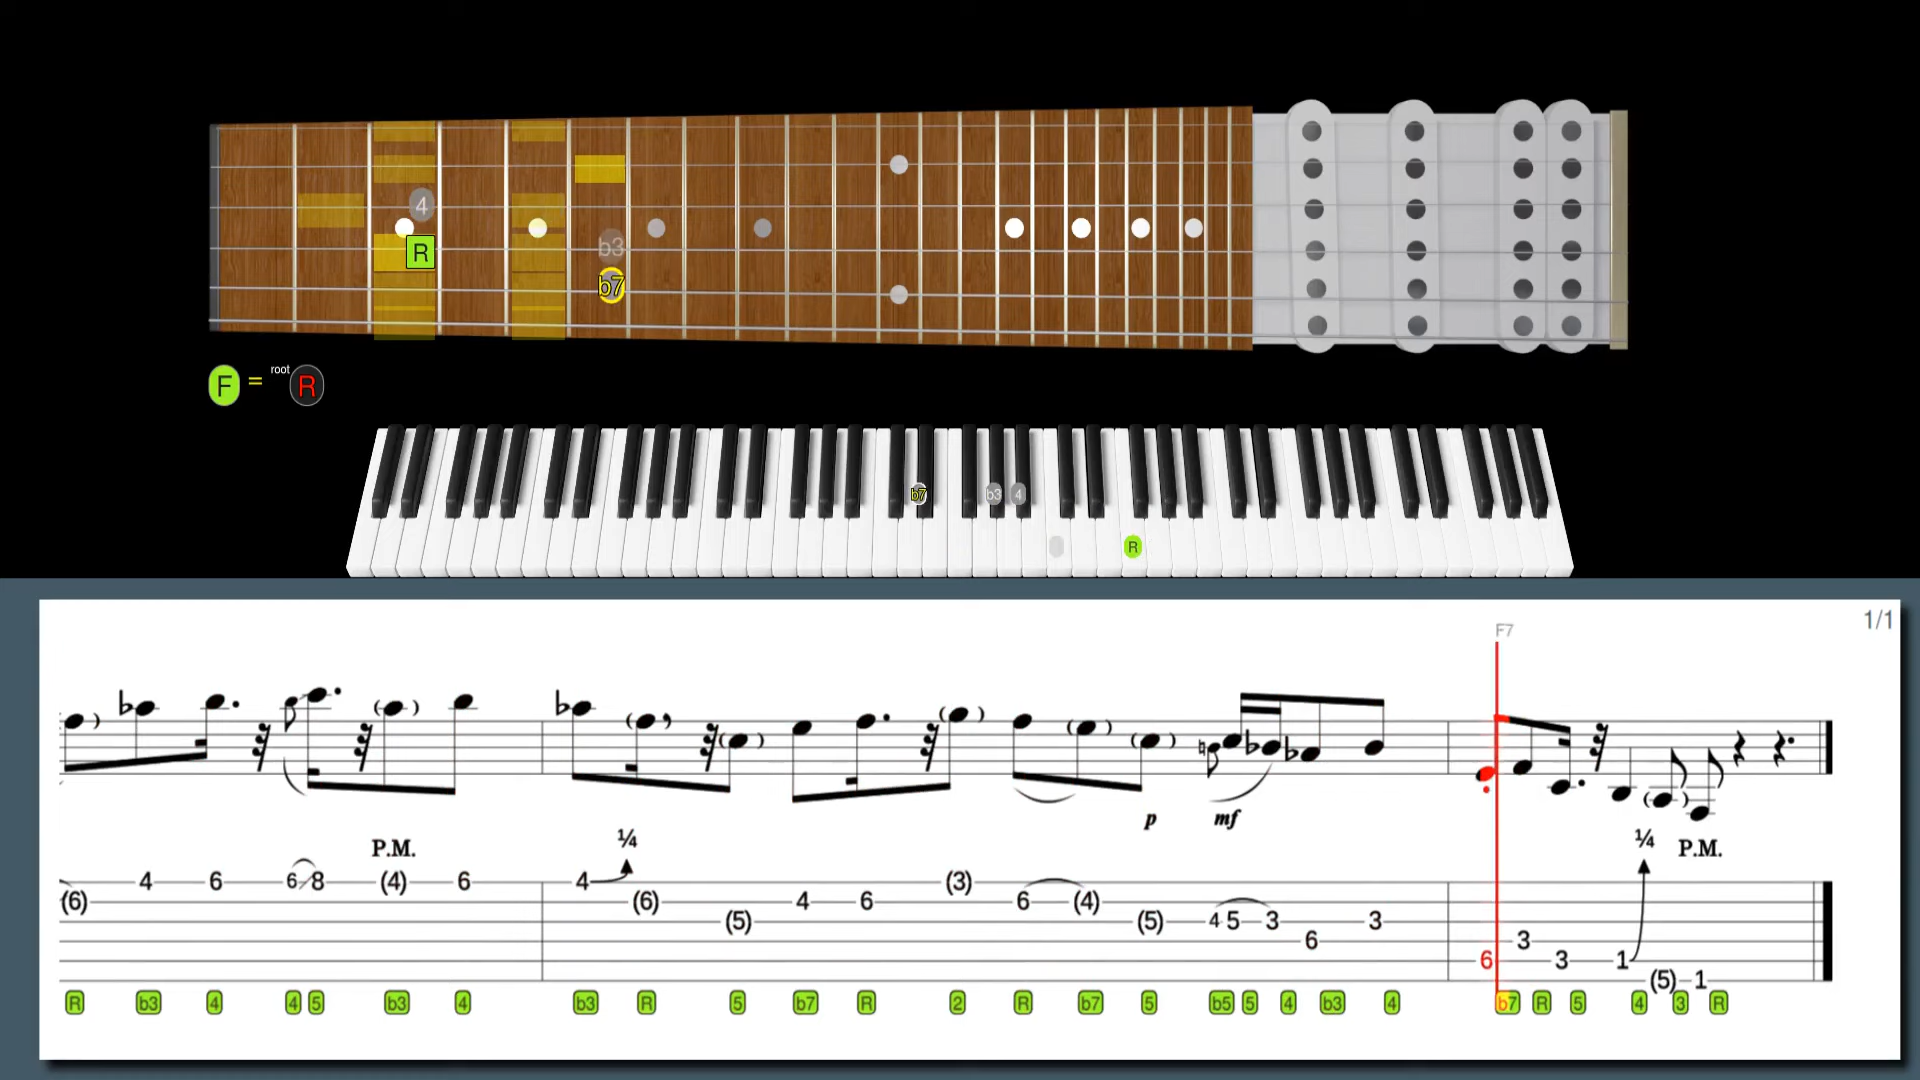 4
R
b3
b7
F = root R
b7 b3 4
R
1/1
F7
( ) ( ) ( ) ( ) ( ) ( ) ( )
p mf
P.M. ¼ ¼ P.M.
4 6 6 8 (4) 6 4 (3)
(6) (6) 4 6 6 (4)
(5) (5) 4 5 3 3
6 3
6 3 1
(5) 1
R b3 4 4 5 b3 4 b3 R 5 b7 R 2 R b7 5 b5 5 4 b3 4 b7 R 5 4 3 R